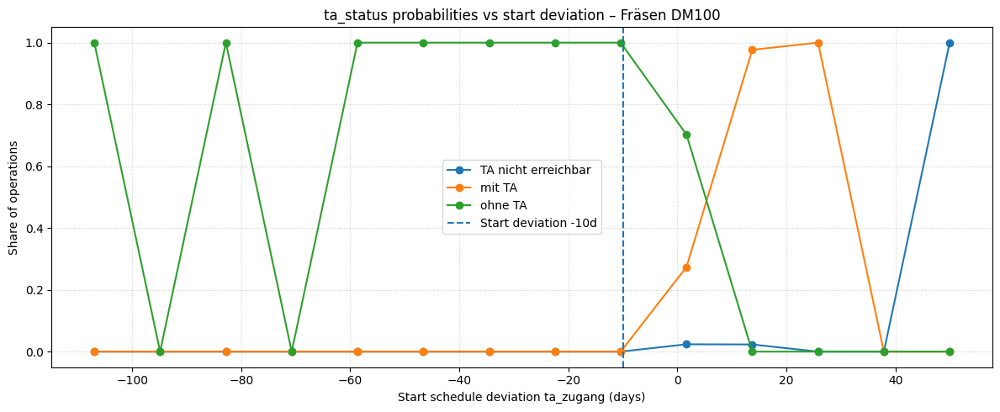 ta_status probabilities vs start deviation – Fräsen DM100
Share of operations
1.0
0.8
0.6
0.4
0.2
0.0
TA nicht erreichbar
mit TA
ohne TA
Start deviation -10d
−100
−80
−60
−40
−20
0
20
40
Start schedule deviation ta_zugang (days)